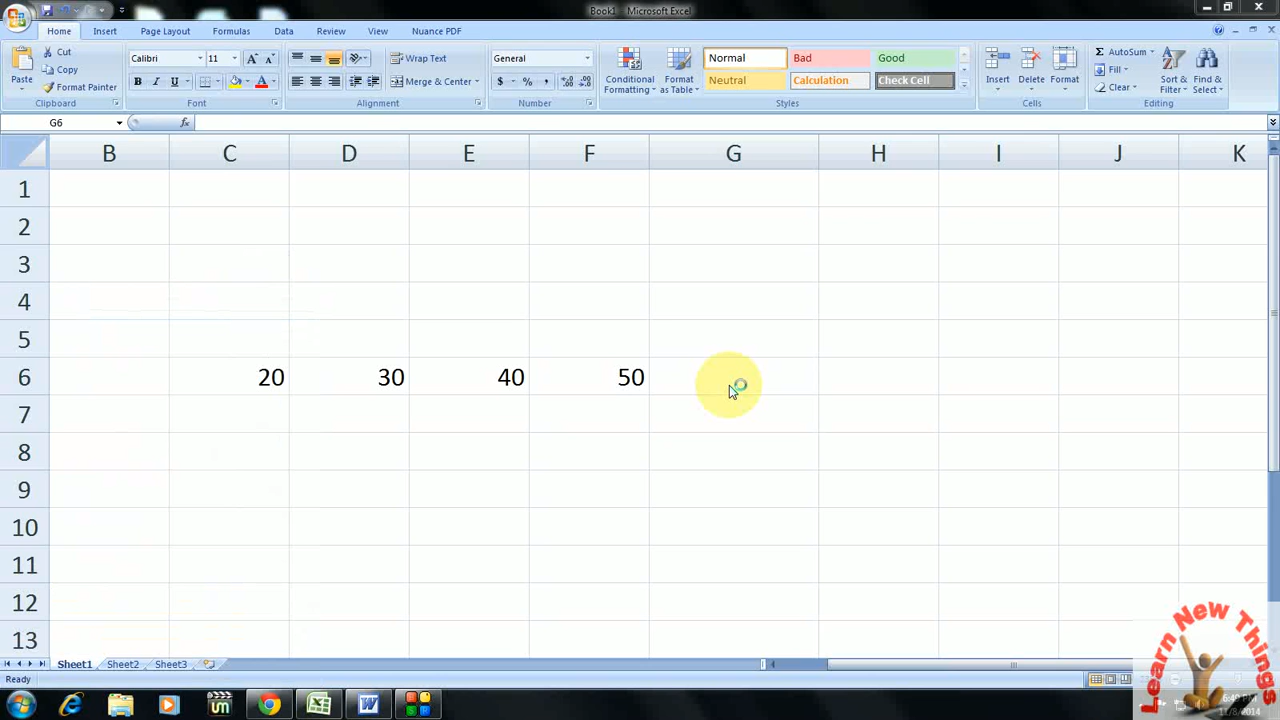 Book1 - Microsoft Excel
Home Insert Page Layout Formulas Data Review View Nuance PDF
Paste
Cut
Copy
Format Painter
Clipboard
Calibri 11
B I U
Font
Wrap Text
Merge & Center
Alignment
General
$ % ,
Number
Conditional Formatting
Format as Table
Normal Bad Good
Neutral Calculation Check Cell
Styles
Insert Delete Format
Cells
AutoSum
Fill
Clear
Sort & Filter
Find & Select
Editing
G6 fx
B C D E F G H I J K
1
2
3
4
5
6 20 30 40 50
7
8
9
10
11
12
13
Sheet1 Sheet2 Sheet3
Ready
Learn New Things
11/8/2014